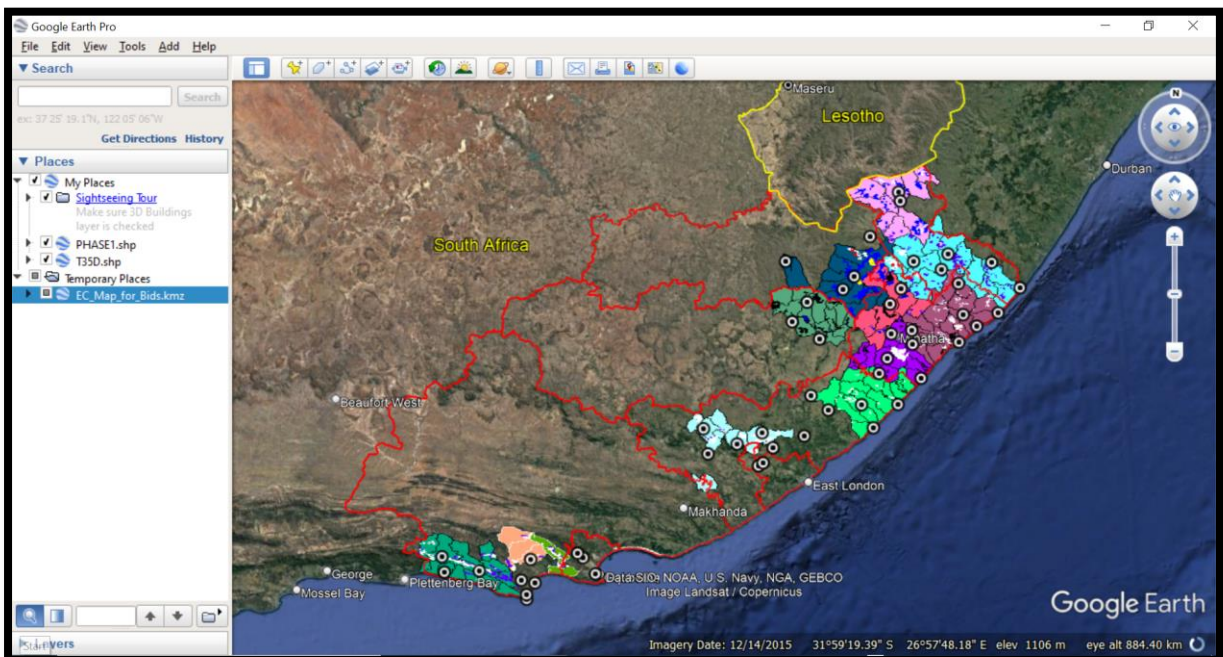 Google Earth Pro
File Edit View Tools Add Help
Search
Search
ex: 37 25' 19.1"N, 122 05' 06"W
Get Directions History
Places
My Places
Sightseeing Tour
Make sure 3D Buildings
layer is checked
PHASE1.shp
T35D.shp
Temporary Places
EC_Map_for_Bids.kmz
Start
N
Maseru
Lesotho
Durban
South Africa
Beaufort West
East London
Makhanda
George
Plettenberg Bay
Mossel Bay
Data SIO, NOAA, U.S. Navy, NGA, GEBCO
Image Landsat / Copernicus
Google Earth
Imagery Date: 12/14/2015 31°59'19.39" S 26°57'48.18" E elev 1106 m eye alt 884.40 km